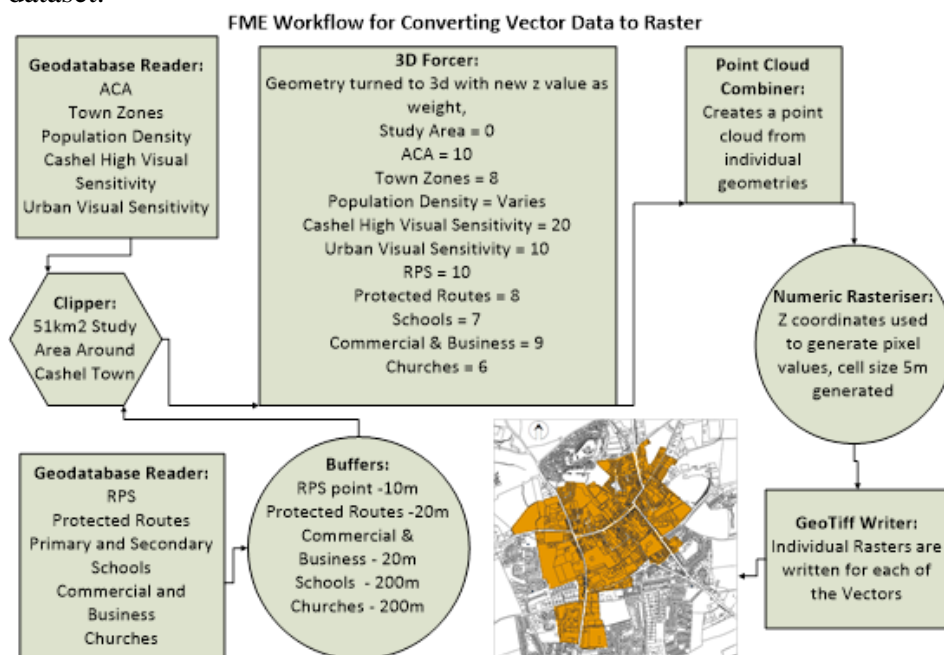 dataset.
FME Workflow for Converting Vector Data to Raster
Geodatabase Reader:
ACA
Town Zones
Population Density
Cashel High Visual
Sensitivity
Urban Visual Sensitivity
3D Forcer:
Geometry turned to 3d with new z value as
weight,
Study Area = 0
ACA = 10
Town Zones = 8
Population Density = Varies
Cashel High Visual Sensitivity = 20
Urban Visual Sensitivity = 10
RPS = 10
Protected Routes = 8
Schools = 7
Commercial & Business = 9
Churches = 6
Point Cloud
Combiner:
Creates a point
cloud from
individual
geometries
Clipper:
51km2 Study
Area Around
Cashel Town
Numeric Rasteriser:
Z coordinates used
to generate pixel
values, cell size 5m
generated
Geodatabase Reader:
RPS
Protected Routes
Primary and Secondary
Schools
Commercial and
Business
Churches
Buffers:
RPS point -10m
Protected Routes -20m
Commercial &
Business - 20m
Schools - 200m
Churches - 200m
GeoTiff Writer:
Individual Rasters are
written for each of
the Vectors